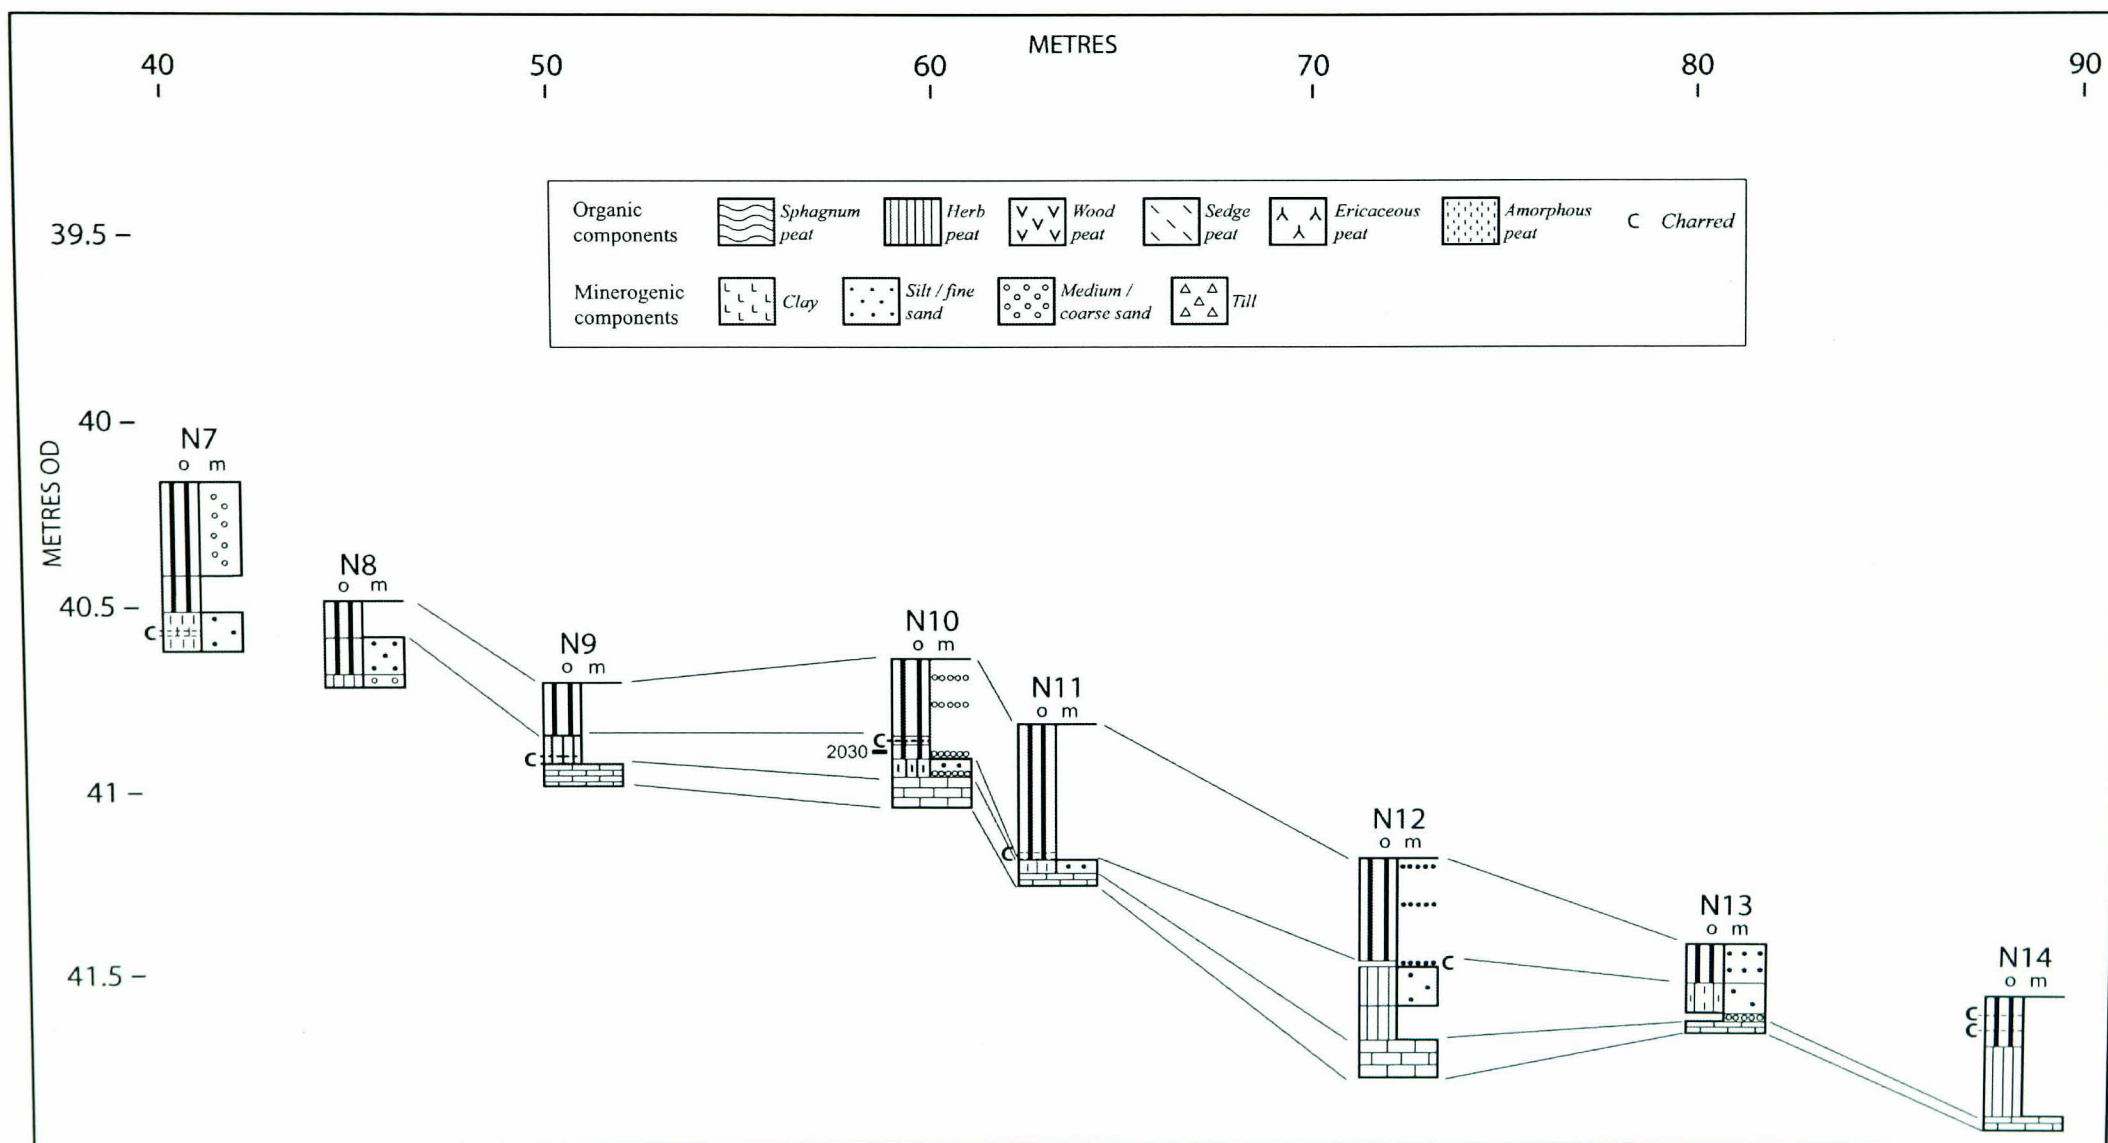 METRES
40 50 60 70 80 90
Organic components
Sphagnum peat
Herb peat
Wood peat
Sedge peat
Ericaceous peat
Amorphous peat
C Charred
Minerogenic components
Clay
Silt / fine sand
Medium / coarse sand
Till
METRES OD
39.5
40
40.5
41
41.5
N7
o m
C
N8
o m
N9
o m
C
N10
o m
C
2030
N11
o m
C
N12
o m
C
N13
o m
N14
o m
C
C